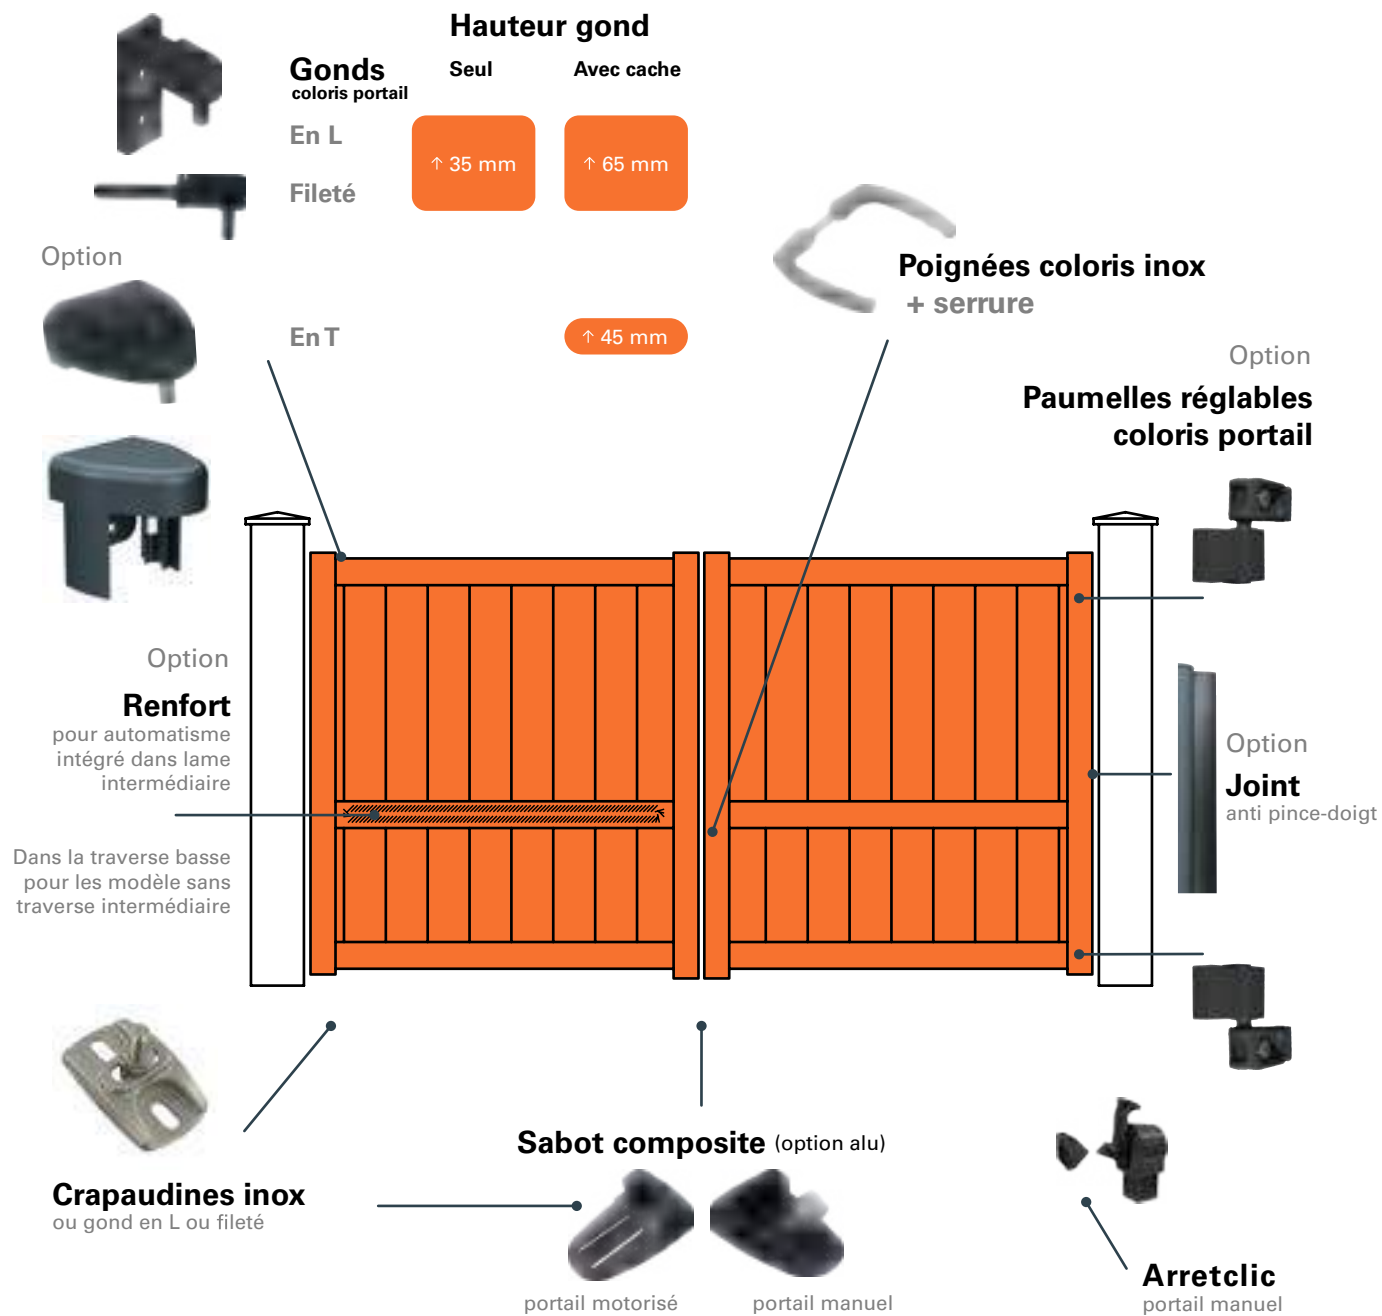 Hauteur gond
Gonds
coloris portail
Seul
Avec cache
En L
↑ 35 mm
↑ 65 mm
Fileté
Option
En T
↑ 45 mm
Poignées coloris inox
+ serrure
Option
Paumelles réglables
coloris portail
Option
Renfort
pour automatisme
intégré dans lame
intermédiaire
Dans la traverse basse
pour les modèle sans
traverse intermédiaire
Option
Joint
anti pince-doigt
Crapaudines inox
ou gond en L ou fileté
Sabot composite (option alu)
portail motorisé
portail manuel
Arretclic
portail manuel